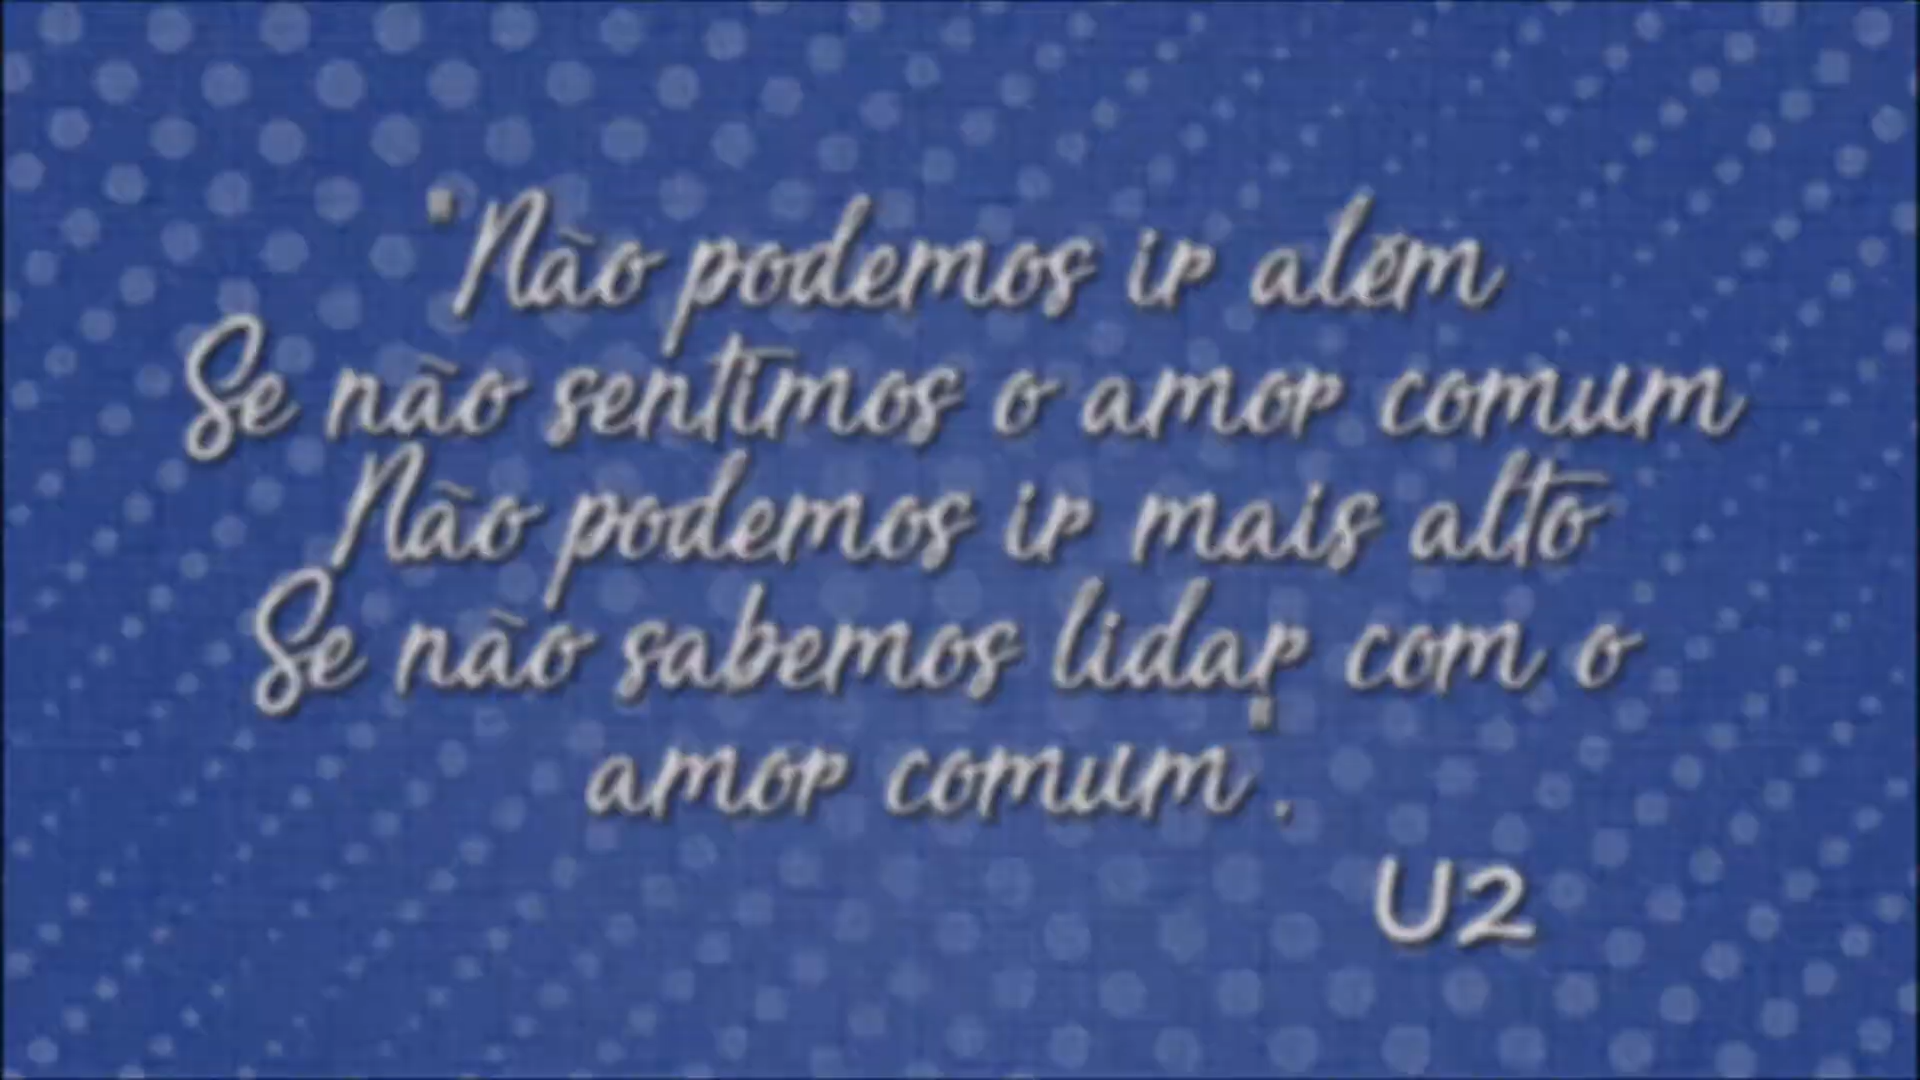 "Não podemos ir além
Se não sentimos o amor comum
Não podemos ir mais alto
Se não sabemos lidar com o
amor comum".
U2